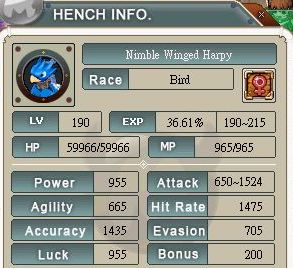 HENCH INFO.
Nimble Winged Harpy
Race Bird
LV 190 EXP 36.61% 190~215
HP 59966/59966 MP 965/965
Power 955 Attack 650~1524
Agility 665 Hit Rate 1475
Accuracy 1435 Evasion 705
Luck 955 Bonus 200